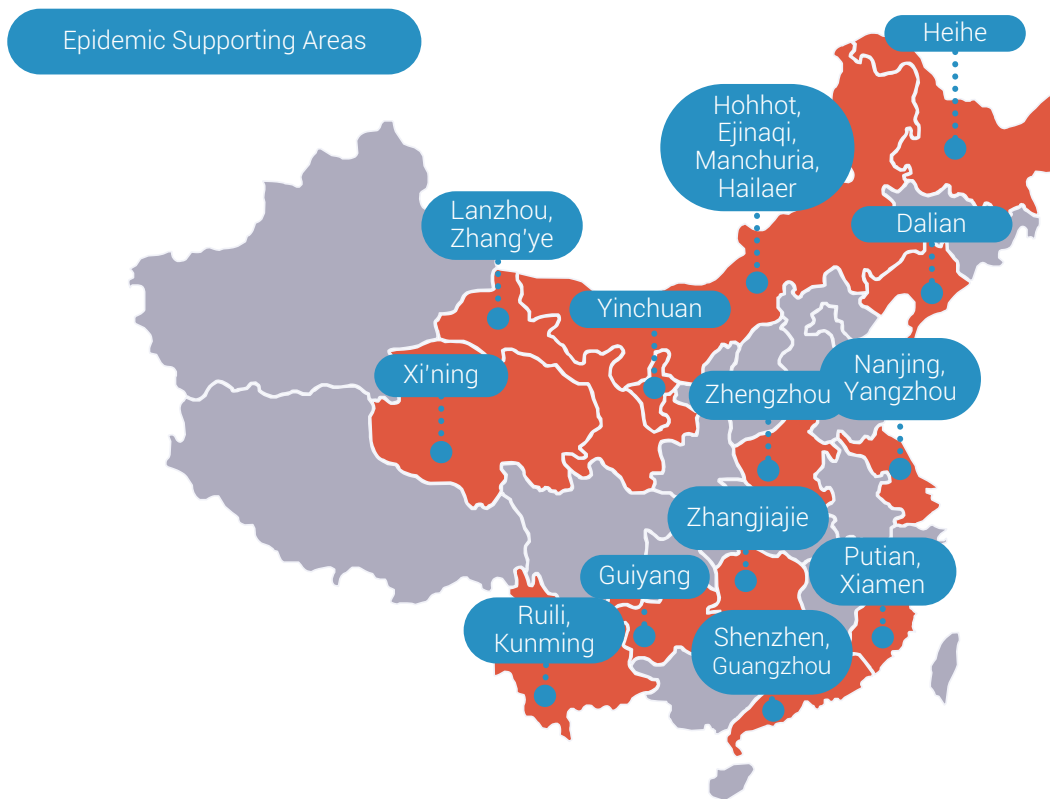 Epidemic Supporting Areas
Heihe
Hohhot,
Ejinaqi,
Manchuria,
Hailaer
Lanzhou,
Zhang'ye
Dalian
Yinchuan
Xi'ning
Zhengzhou
Nanjing,
Yangzhou
Zhangjiajie
Guiyang
Putian,
Xiamen
Ruili,
Kunming
Shenzhen,
Guangzhou